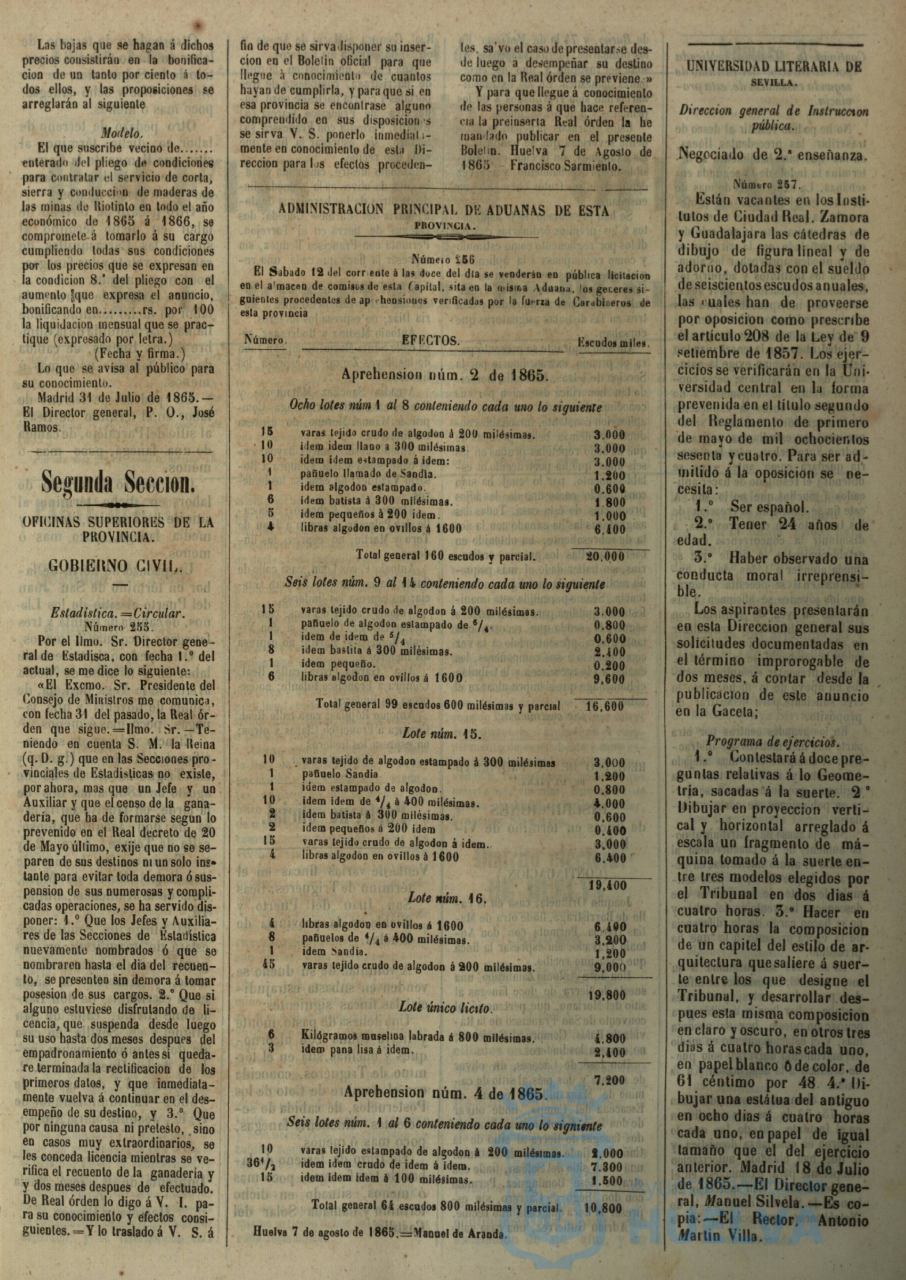 Las bajas que se hagan á dichos
precios consistirán en la bonifica-
cion de un tanto por ciento á to-
dos ellos, y las proposiciones se
arreglarán al siguiente
Modelo.
El que suscribe vecino de.......
enterado del pliego de condiciones
para contratar el servicio de corta,
sierra y conduccion de maderas de
las minas de Riotinto en todo el año
económico de 1865 á 1866, se
compromete á tomarlo á su cargo
cumpliendo todas sus condiciones
por los precios que se expresan en
la condicion 8.ª del pliego con el
aumento que expresa el anuncio,
bonificando en.........rs. por 100
la liquidacion mensual que se prac-
tique (expresado por letra.)
(Fecha y firma.)
Lo que se avisa al público para
su conocimiento.
Madrid 31 de Julio de 1865.—
El Director general, P. O., José
Ramos.
Segunda Seccion.
OFICINAS SUPERIORES DE LA
PROVINCIA.
GOBIERNO CIVIL.
Estadistica.=Circular.
Número 255.
Por el Ilmo. Sr. Director gene-
ral de Estadisca, con fecha 1.º del
actual, se me dice lo siguiente:
«El Excmo. Sr. Presidente del
Consejo de Ministros me comunica,
con fecha 31 del pasado, la Real ór-
den que sigue.=Ilmo. Sr.—Te-
niendo en cuenta S. M. la Reina
(q. D. g.) que en las Secciones pro-
vinciales de Estadisticas no existe,
por ahora, mas que un Jefe y un
Auxiliar y que el censo de la gana-
deria, que ha de formarse segun lo
prevenido en el Real decreto de 20
de Mayo último, exije que no se se-
paren de sus destinos ni un solo ins-
tante para evitar toda demora ó sus-
pension de sus numerosas y compli-
cadas operaciones, se ha servido dis-
poner: 1.º Que los Jefes y Auxilia-
res de las Secciones de Estadistica
nuevamente nombrados ó que se
nombraren hasta el dia del recuen-
to, se presenten sin demora á tomar
posesion de sus cargos. 2.º Que si
alguno estuviese disfrutando de li-
cencia, que suspenda desde luego
su uso hasta dos meses despues del
empadronamiento ó antes si queda-
re terminada la rectificacion de los
primeros datos, y que inmediata-
mente vuelva á continuar en el des-
empeño de su destino, y 3.º Que
por ninguna causa ni pretesto, sino
en casos muy extraordinarios, se
les conceda licencia mientras se ve-
rifica el recuento de la ganaderia y
y dos meses despues de efectuado.
De Real órden lo digo á V. I. pa-
ra su conocimiento y efectos consi-
guientes.=Y lo traslado á V. S. á
fin de que se sirva disponer su inser-
cion en el Boletin oficial para que
llegue á conocimiento de cuantos
hayan de cumplirla, y para que si en
esa provincia se encontrase alguno
comprendido en sus disposicion s
se sirva V. S. ponerlo inmediata-
mente en conocimiento de esta Di-
reccion para los efectos proceden-
tes, sa'vo el caso de presentarse des-
de luego a desempeñar su destino
como en la Real órden se previene.»
Y para que llegue á conocimiento
de las personas á que hace referen-
cia la preinserta Real órden la he
mandado publicar en el presente
Boletin. Huelva 7 de Agosto de
1865 - Francisco Sarmiento.
ADMINISTRACION PRINCIPAL DE ADUANAS DE ESTA
PROVINCIA.
Número 256
El Sabado 12 del corr ente á las doce del dia se venderán en pública licitacion
en el almacen de comisos de esta Capital, sita en la misma Aduana, los generes si-
guientes procedentes de ap ehensiones verificadas por la fuerza de Carabineros de
esta provincia
Número. EFECTOS. Escudos miles.
Aprehension núm. 2 de 1865.
Ocho lotes núm 1 al 8 conteniendo cada uno lo siguiente
15 varas tejido crudo de algodon á 200 milésimas. 3.000
10 idem idem llano a 300 milésimas 3.000
10 idem idem estampado á idem: 3.000
1 pañuelo llamado de Sandia. 1.200
1 idem algodon estampado. 0.600
6 idem batista á 300 milésimas. 1.800
5 idem pequeños à 200 idem. 1.000
4 libras algodon en ovillos á 1600 6.400
Total general 160 escudos y parcial. 20,000
Seis lotes núm. 9 al 14 conteniendo cada uno lo siguiente
15 varas tejido crudo de algodon á 200 milésimas. 3.000
1 pañuelo de algodon estampado de 5/4. 0.800
1 idem de idem de 5/4 0.600
8 idem bastita á 300 milésimas. 2.400
1 idem pequeño. 0.200
6 libras algodon en ovillos á 1600 9,600
Total general 99 escudos 600 milésimas y parcial 16,600
Lote núm. 15.
10 varas tejido de algodon estampado á 300 milésimas 3,000
1 pañuelo Sandia 1,200
1 idem estampado de algodon. 0.800
10 idem idem de 4/4 à 400 milésimas. 4.000
2 idem batista á 300 milésimas. 0.600
2 idem pequeños á 200 idem 0.400
15 varas tejido crudo de algodon á idem. 3,000
4 libras algodon en ovillos à 1600 6.400
19,400
Lote núm. 16.
4 libras algodon en ovillos á 1600 6.400
8 pañuelos de 4/4 á 400 milésimas. 3,200
1 idem Sandia. 1,200
45 varas tejido crudo de algodon á 200 milésimas. 9,000
19,800
Lote único licito.
6 Kilógramos muselina labrada á 800 milésimas. 4.800
3 idem pana lisa á idem. 2,400
7,200
Aprehension núm. 4 de 1865.
Seis lotes núm. 1 al 6 conteniendo cada uno lo signiente
10 varas tejido estampado de algodon á 200 milésimas. 2,000
36 1/2 idem idem crudo de idem á idem. 7.300
15 idem idem idem á 100 milésimas. 1,500
Total general 64 escudos 800 milésimas y parcial. 10,800
Huelva 7 de agosto de 1865.=Manuel de Aranda.
UNIVERSIDAD LITERARIA DE
SEVILLA.
Direccion general de Instruccion
pública.
Negociado de 2.ª enseñanza.
Número 257.
Están vacantes en los Insti-
tutos de Ciudad Real, Zamora
y Guadalajara las cátedras de
dibujo de figura lineal y de
adorno, dotadas con el sueldo
de seiscientos escudos anuales,
las cuales han de proveerse
por oposicion como prescribe
el articulo 208 de la Ley de 9
setiembre de 1857. Los ejer-
cicios se verificarán en la Uni-
versidad central en la forma
prevenida en el titulo segundo
del Reglamento de primero
de mayo de mil ochocientos
sesenta y cuatro. Para ser ad-
mitido á la oposicion se ne-
cesita:
1.º Ser español.
2.º Tener 24 años de
edad.
3.º Haber observado una
conducta moral irreprensi-
ble.
Los aspirantes presentarán
en esta Direccion general sus
solicitudes documentadas en
el término improrogable de
dos meses, á contar desde la
publicacion de este anuncio
en la Gaceta;
Programa de ejercicios.
1.º Contestará á doce pre-
guntas relativas á lo Geome-
tria, sacadas á la suerte. 2 º
Dibujar en proyeccion verti-
cal y horizontal arreglado á
escala un fragmento de má-
quina tomado á la suerte en-
tre tres modelos elegidos por
el Tribunal en dos dias á
cuatro horas. 3.º Hacer en
cuatro horas la composicion
de un capitel del estilo de ar-
quitectura que saliere á suer-
te entre los que designe el
Tribunal, y desarrollar des-
pues esta misma composicion
en claro y oscuro, en otros tres
dias á cuatro horas cada uno,
en papel blanco ó de color, de
61 céntimo por 48 4.ª Di-
bujar una estátua del antiguo
en ocho dias á cuatro horas
cada uno, en papel de igual
tamaño que el del ejercicio
anterior. Madrid 18 de Julio
de 1865.—El Director gene-
ral, Manuel Silvela.—Es co-
pia:—El Rector, Antonio
Martin Villa.